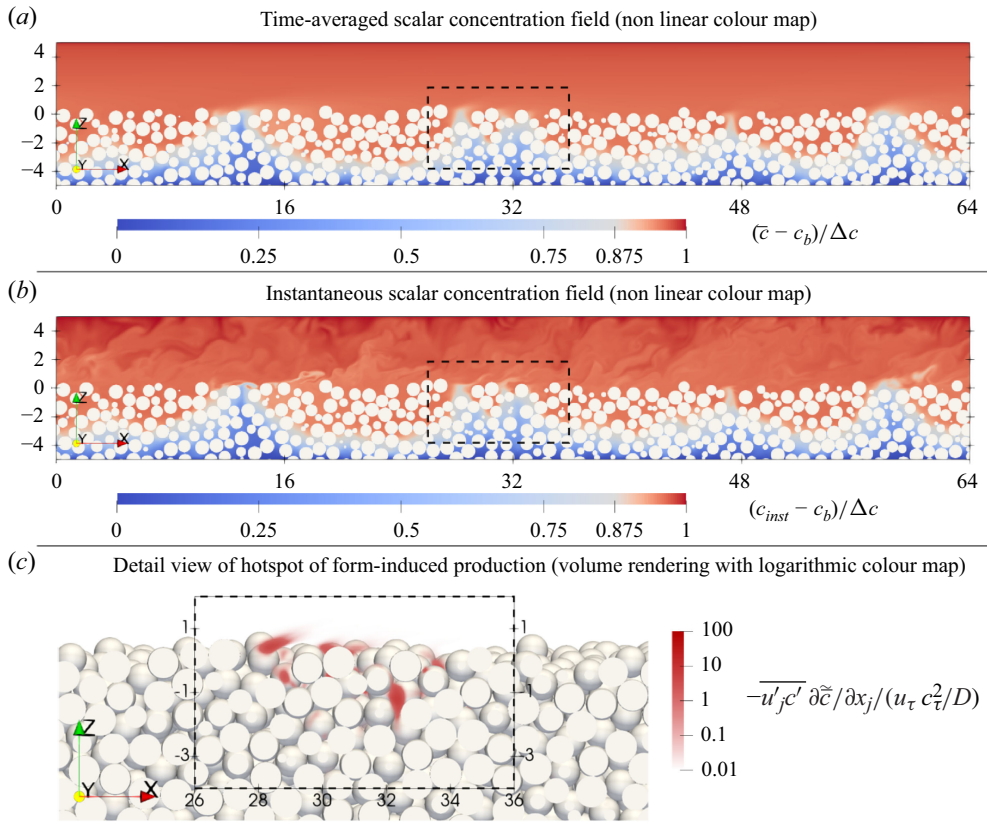 (a)
Time-averaged scalar concentration field (non linear colour map)
4
2
0
−2
−4
Z
Y
X
0 16 32 48 64
(c̅ − c_b)/Δc
0 0.25 0.5 0.75 0.875 1
(b)
Instantaneous scalar concentration field (non linear colour map)
4
2
0
−2
−4
Z
Y
X
0 16 32 48 64
(c_inst − c_b)/Δc
0 0.25 0.5 0.75 0.875 1
(c)
Detail view of hotspot of form-induced production (volume rendering with logarithmic colour map)
1 1
-1 -1
-3 -3
Z
Y
X
26 28 30 32 34 36
100
10
1
0.1
0.01
−\overline{u′_j c′} ∂\tilde{\overline{c}}/∂x_j/(u_τ c_τ^2/D)